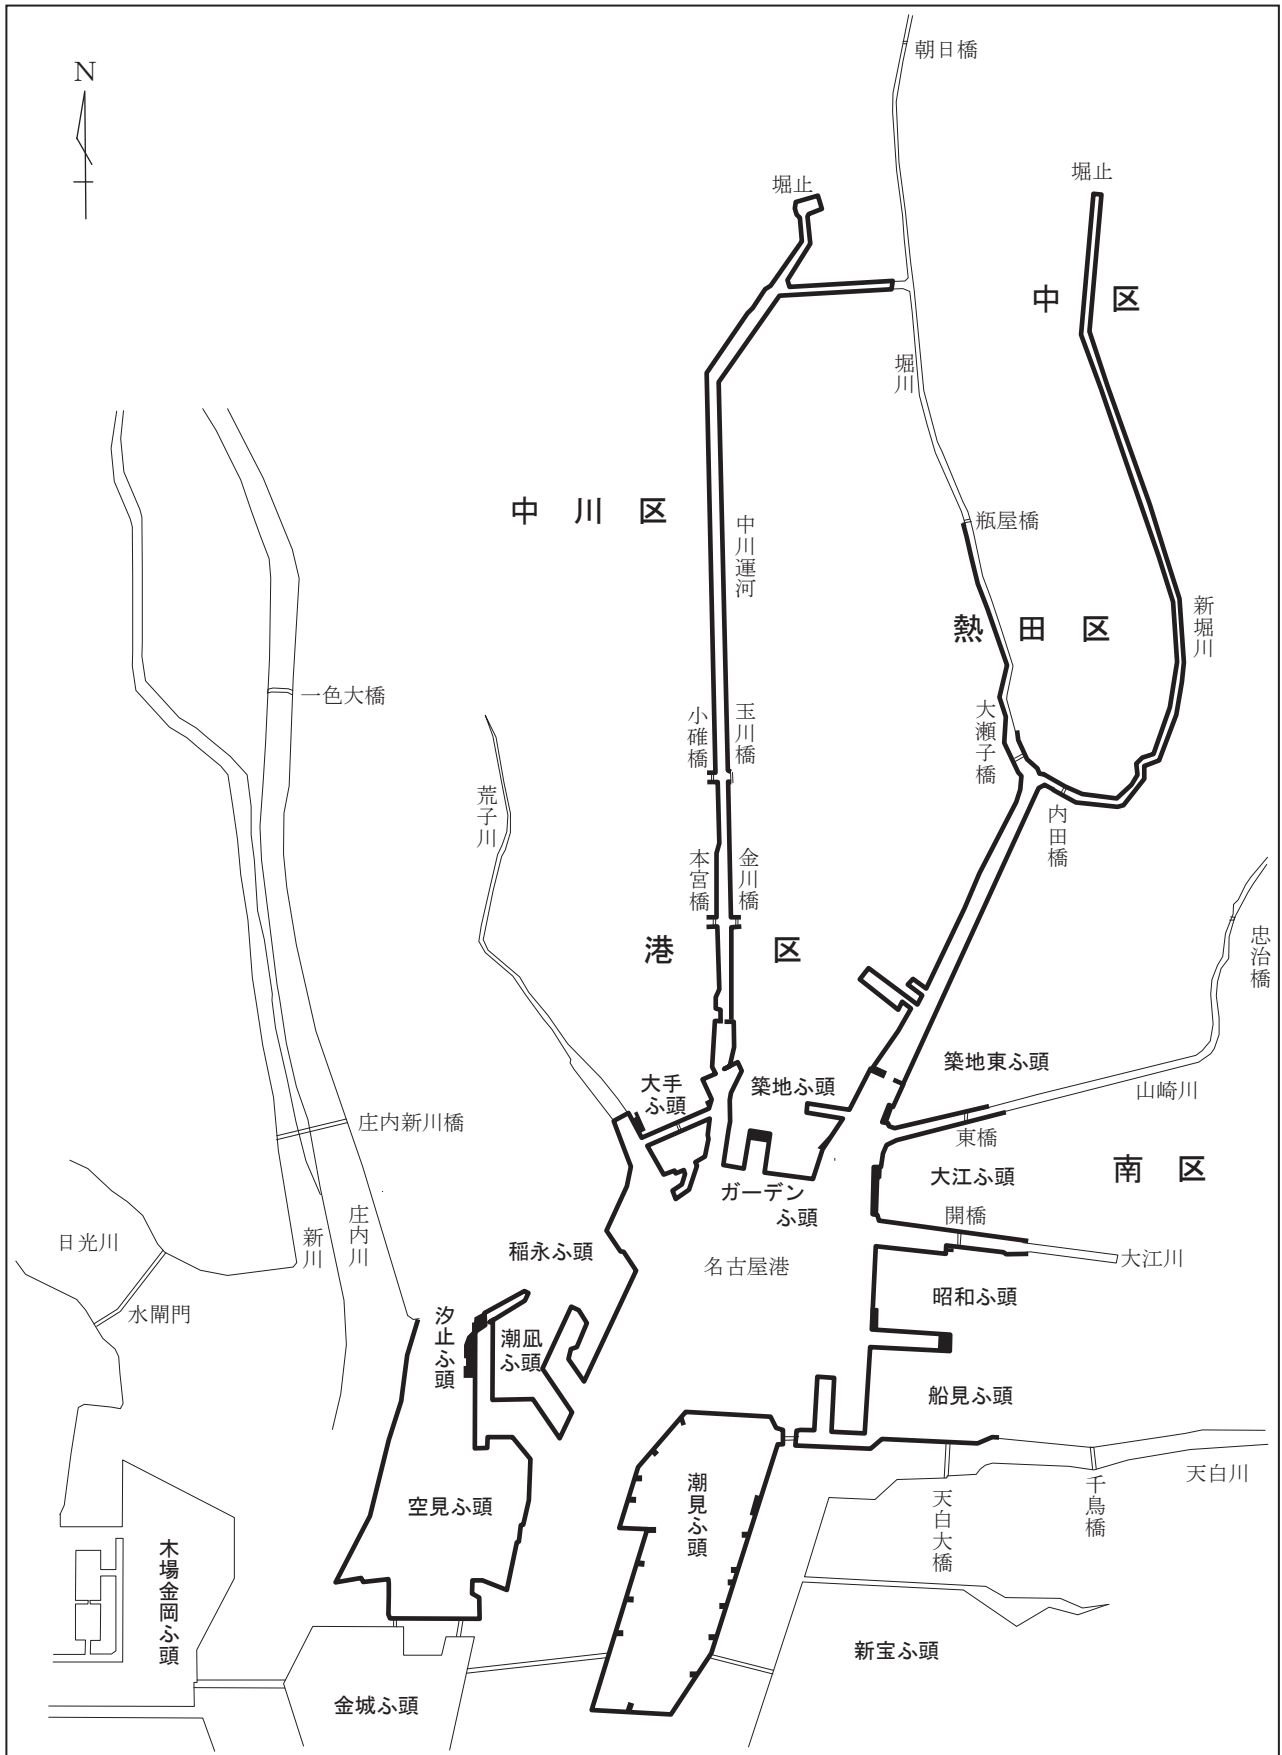 朝日橋
N
堀止
堀止
中区
堀川
中川区
瓶屋橋
中川運河
熱田区
新堀川
一色大橋
小碓橋
玉川橋
大瀬子橋
荒子川
内田橋
本宮橋
金川橋
忠治橋
港区
築地東ふ頭
大手
ふ頭
築地ふ頭
山崎川
庄内新川橋
東橋
南区
大江ふ頭
ガーデン
ふ頭
開橋
庄内川
新川
日光川
稲永ふ頭
名古屋港
大江川
水閘門
昭和ふ頭
汐止ふ頭
潮凪
ふ頭
船見ふ頭
天白川
潮見ふ頭
千鳥橋
天白大橋
空見ふ頭
木場金岡ふ頭
新宝ふ頭
金城ふ頭